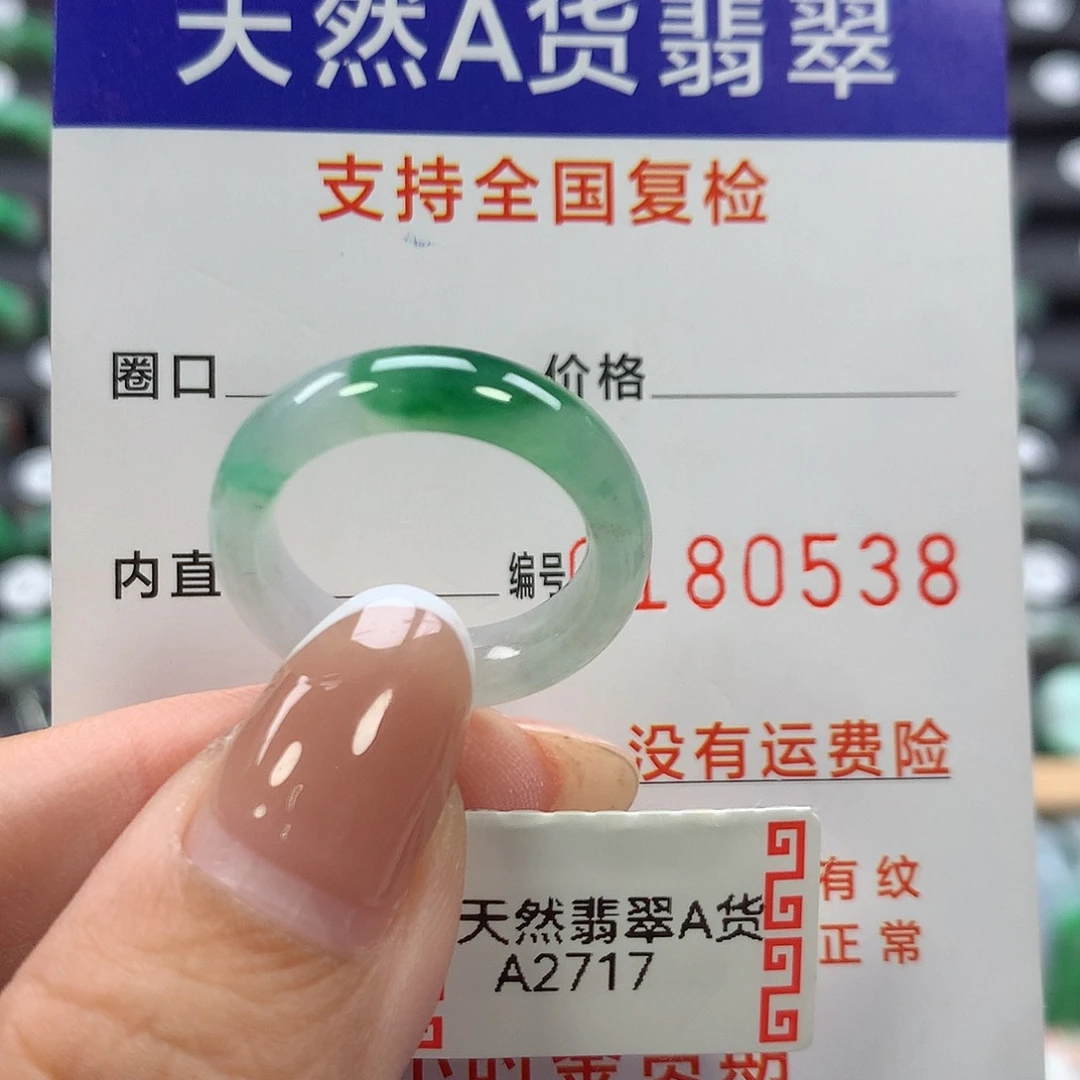 天然A货翡翠
支持全国复检
圈口 价格
内直 编号 180538
没有运费险
有纹
正常
天然翡翠A货
A2717